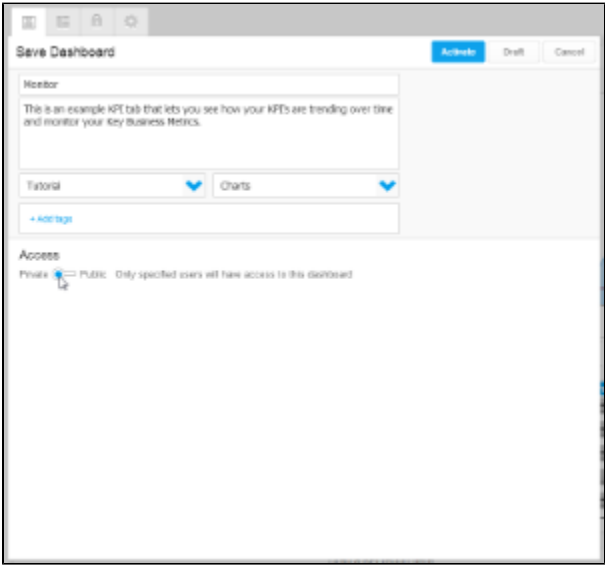 Save Dashboard
Activate Draft Cancel
Monitor
This is an example KPI tab that lets you see how your KPI's are trending over time
and monitor your Key Business Metrics.
Tutorial Charts
+ Add tags
Access
Private Public Only specified users will have access to this dashboard